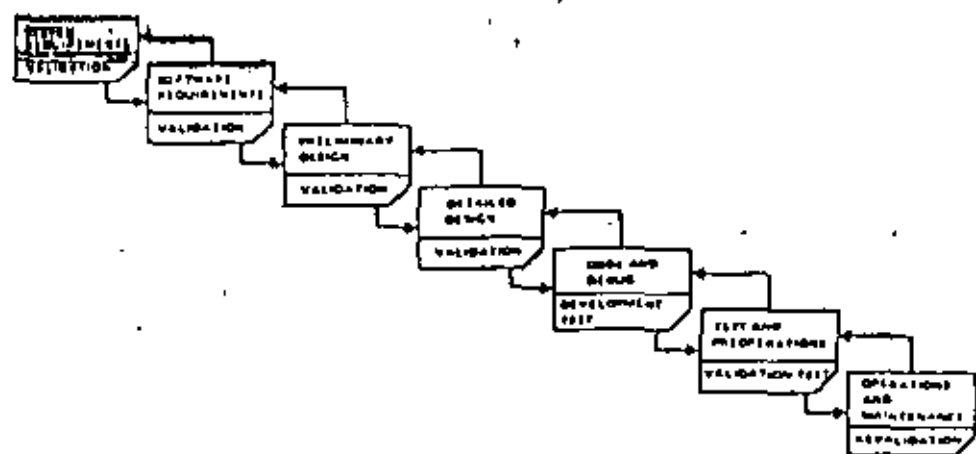 VALIDATION
SOFTWARE
REQUIREMENTS
VALIDATION
PRELIMINARY
DESIGN
VALIDATION
DETAILED
DESIGN
VALIDATION
CODE AND
DEBUG
DEVELOPMENT
TEST
TEST AND
PREOPERATIONS
VALIDATION TEST
OPERATIONS
AND
MAINTENANCE
REVALIDATION